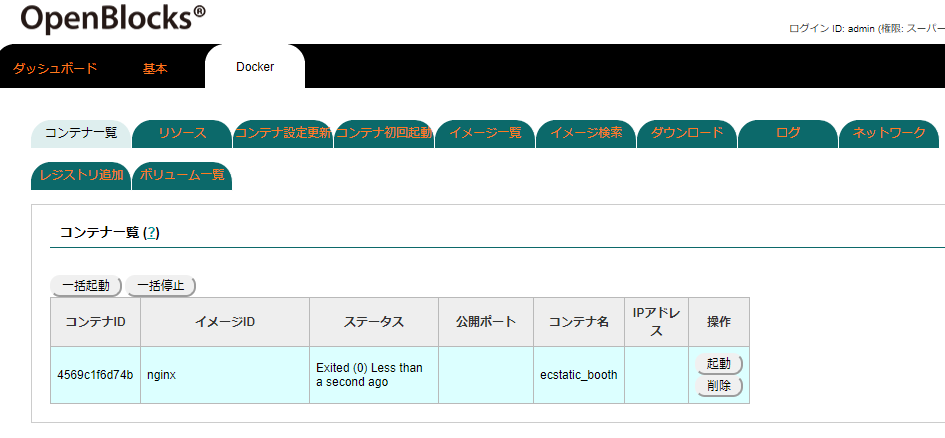 OpenBlocks®
ログイン ID: admin (権限: スーパー
ダッシュボード 基本 Docker
コンテナ一覧 リソース コンテナ設定更新 コンテナ初回起動 イメージ一覧 イメージ検索 ダウンロード ログ ネットワーク
レジストリ追加 ボリューム一覧
コンテナ一覧 (?)
一括起動 一括停止
コンテナID イメージID ステータス 公開ポート コンテナ名 IPアドレ
ス 操作
4569c1f6d74b nginx Exited (0) Less than
a second ago ecstatic_booth 起動
削除